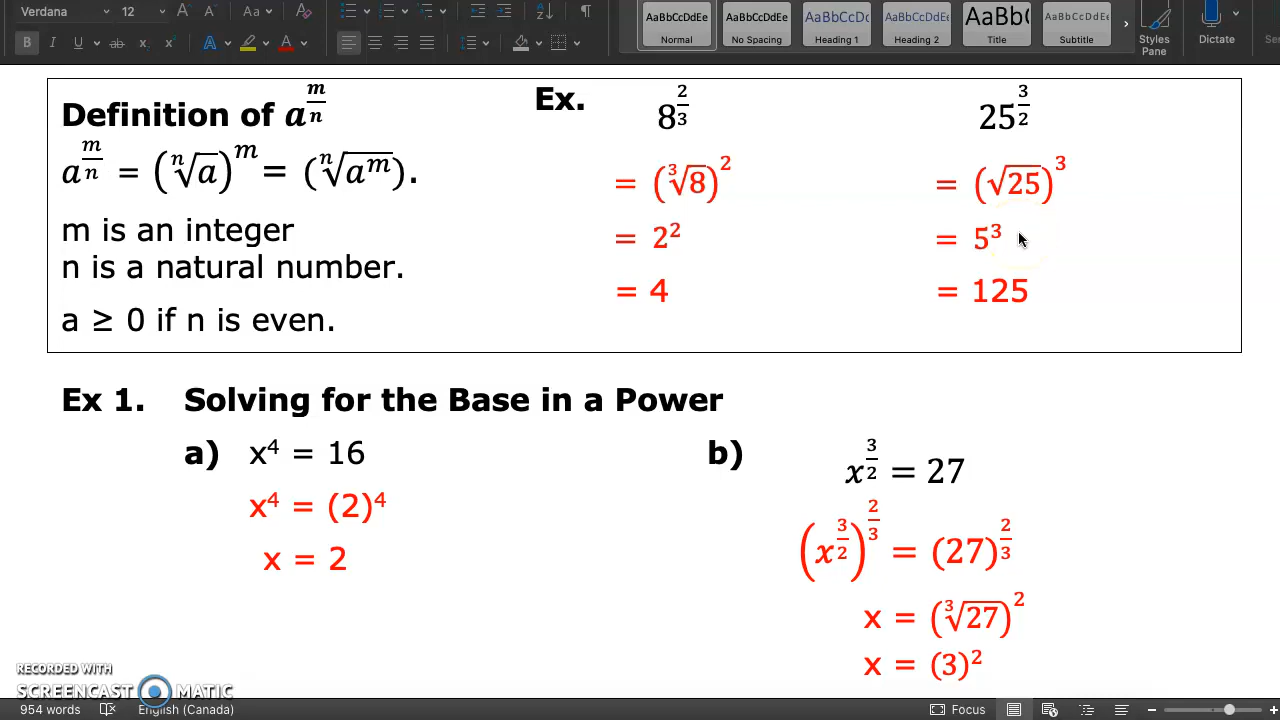 Verdana 12 Aa
B I U ab x x A A
AaBbCcDdEe AaBbCcDdEe AaBbCcDc AaBbCcDdEe AaBb( AaBbCcDdEe
Normal No Spacing Heading 1 Heading 2 Title Subtitle Styles Pane Dictate
Definition of a^(m/n)
a^(m/n) = (ⁿ√a)^m = (ⁿ√(a^m)).
m is an integer
n is a natural number.
a ≥ 0 if n is even.
Ex. 8^(2/3)
= (³√8)²
= 2²
= 4
25^(3/2)
= (√25)³
= 5³
= 125
Ex 1. Solving for the Base in a Power
a) x⁴ = 16
x⁴ = (2)⁴
x = 2
b) x^(3/2) = 27
(x^(3/2))^(2/3) = (27)^(2/3)
x = (³√27)²
x = (3)²
RECORDED WITH
SCREENCAST MATIC
954 words English (Canada) Focus